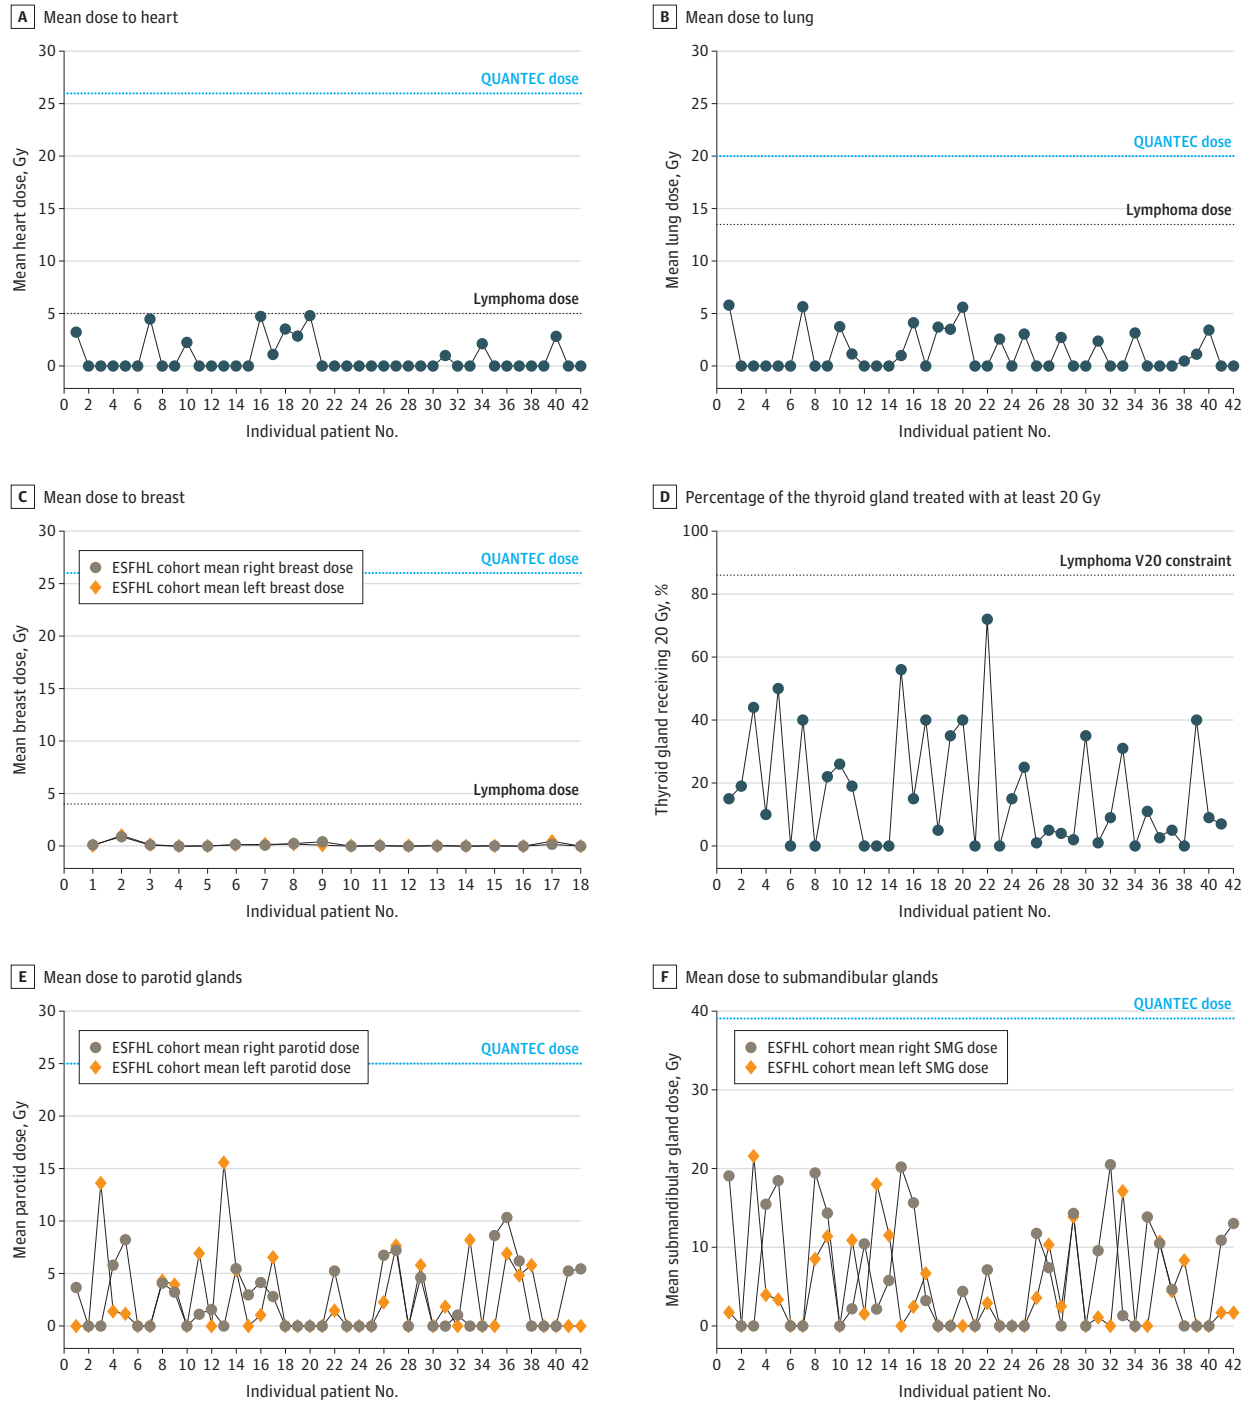 A Mean dose to heart
30
25
20
15
10
5
0
Mean heart dose, Gy
QUANTEC dose
Lymphoma dose
0 2 4 6 8 10 12 14 16 18 20 22 24 26 28 30 32 34 36 38 40 42
Individual patient No.
B Mean dose to lung
30
25
20
15
10
5
0
Mean lung dose, Gy
QUANTEC dose
Lymphoma dose
0 2 4 6 8 10 12 14 16 18 20 22 24 26 28 30 32 34 36 38 40 42
Individual patient No.
C Mean dose to breast
30
25
20
15
10
5
0
Mean breast dose, Gy
ESFHL cohort mean right breast dose
ESFHL cohort mean left breast dose
QUANTEC dose
Lymphoma dose
0 1 2 3 4 5 6 7 8 9 10 11 12 13 14 15 16 17 18
Individual patient No.
D Percentage of the thyroid gland treated with at least 20 Gy
100
80
60
40
20
0
Thyroid gland receiving 20 Gy, %
Lymphoma V20 constraint
0 2 4 6 8 10 12 14 16 18 20 22 24 26 28 30 32 34 36 38 40 42
Individual patient No.
E Mean dose to parotid glands
30
25
20
15
10
5
0
Mean parotid dose, Gy
ESFHL cohort mean right parotid dose
ESFHL cohort mean left parotid dose
QUANTEC dose
0 2 4 6 8 10 12 14 16 18 20 22 24 26 28 30 32 34 36 38 40 42
Individual patient No.
F Mean dose to submandibular glands
40
30
20
10
0
Mean submandibular gland dose, Gy
QUANTEC dose
ESFHL cohort mean right SMG dose
ESFHL cohort mean left SMG dose
0 2 4 6 8 10 12 14 16 18 20 22 24 26 28 30 32 34 36 38 40 42
Individual patient No.